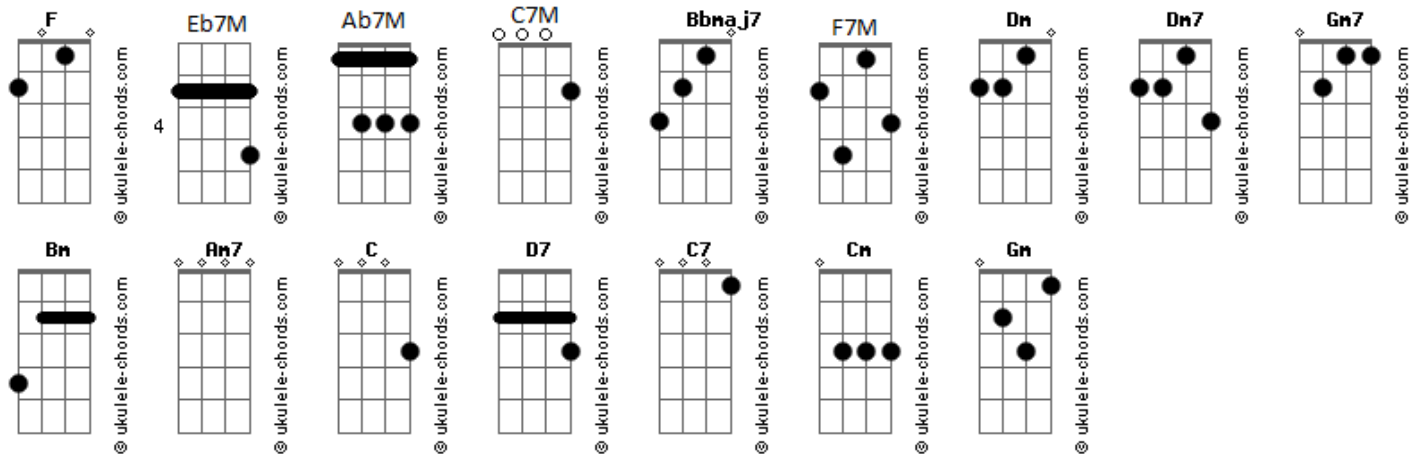 F Eb7M Ab7M C7M Bbmaj7 F7M Dm Dm7 Gm7
4
© ukulele-chords.com © ukulele-chords.com © ukulele-chords.com © ukulele-chords.com © ukulele-chords.com © ukulele-chords.com © ukulele-chords.com © ukulele-chords.com © ukulele-chords.com
Bm Am7 C D7 C7 Cm Gm
© ukulele-chords.com © ukulele-chords.com © ukulele-chords.com © ukulele-chords.com © ukulele-chords.com © ukulele-chords.com © ukulele-chords.com